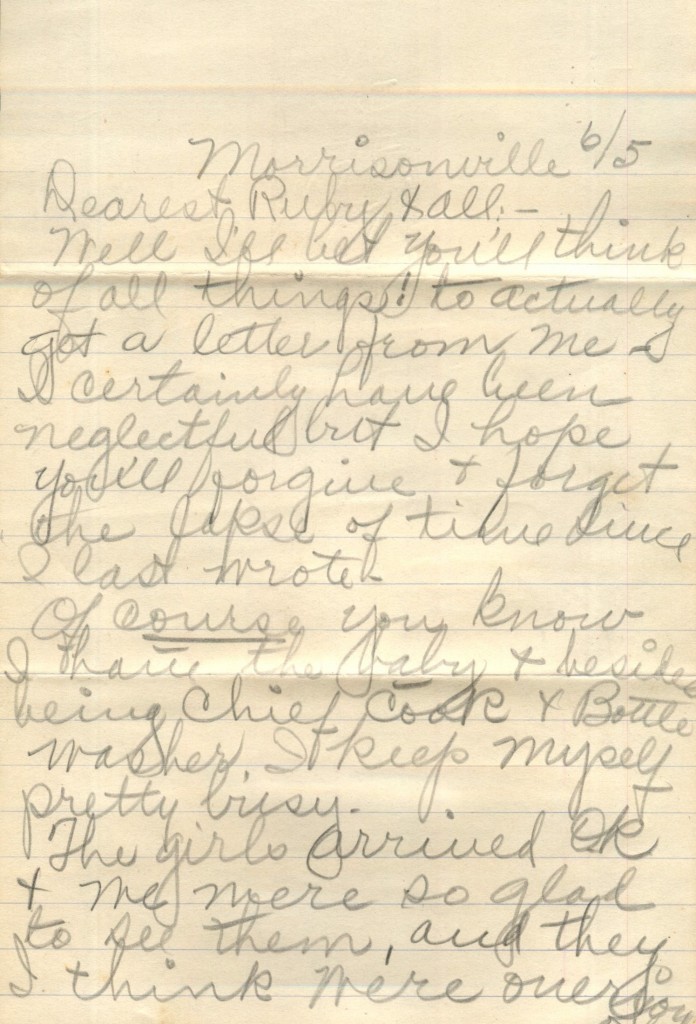 Morrisonville 6/5
Dearest Ruby & all:-
Well I'll bet you'll think
of all things! to actually
get a letter from me -
I certainly have been
neglectful but I hope
you'll forgive & forget
the lapse of time since
I last wrote -
Of course you know
I have the baby & besides
being Chief Cook & Bottle
washer, I keep myself
pretty busy. -
The girls arrived OK
& we were so glad
to see them, and they
I think were over